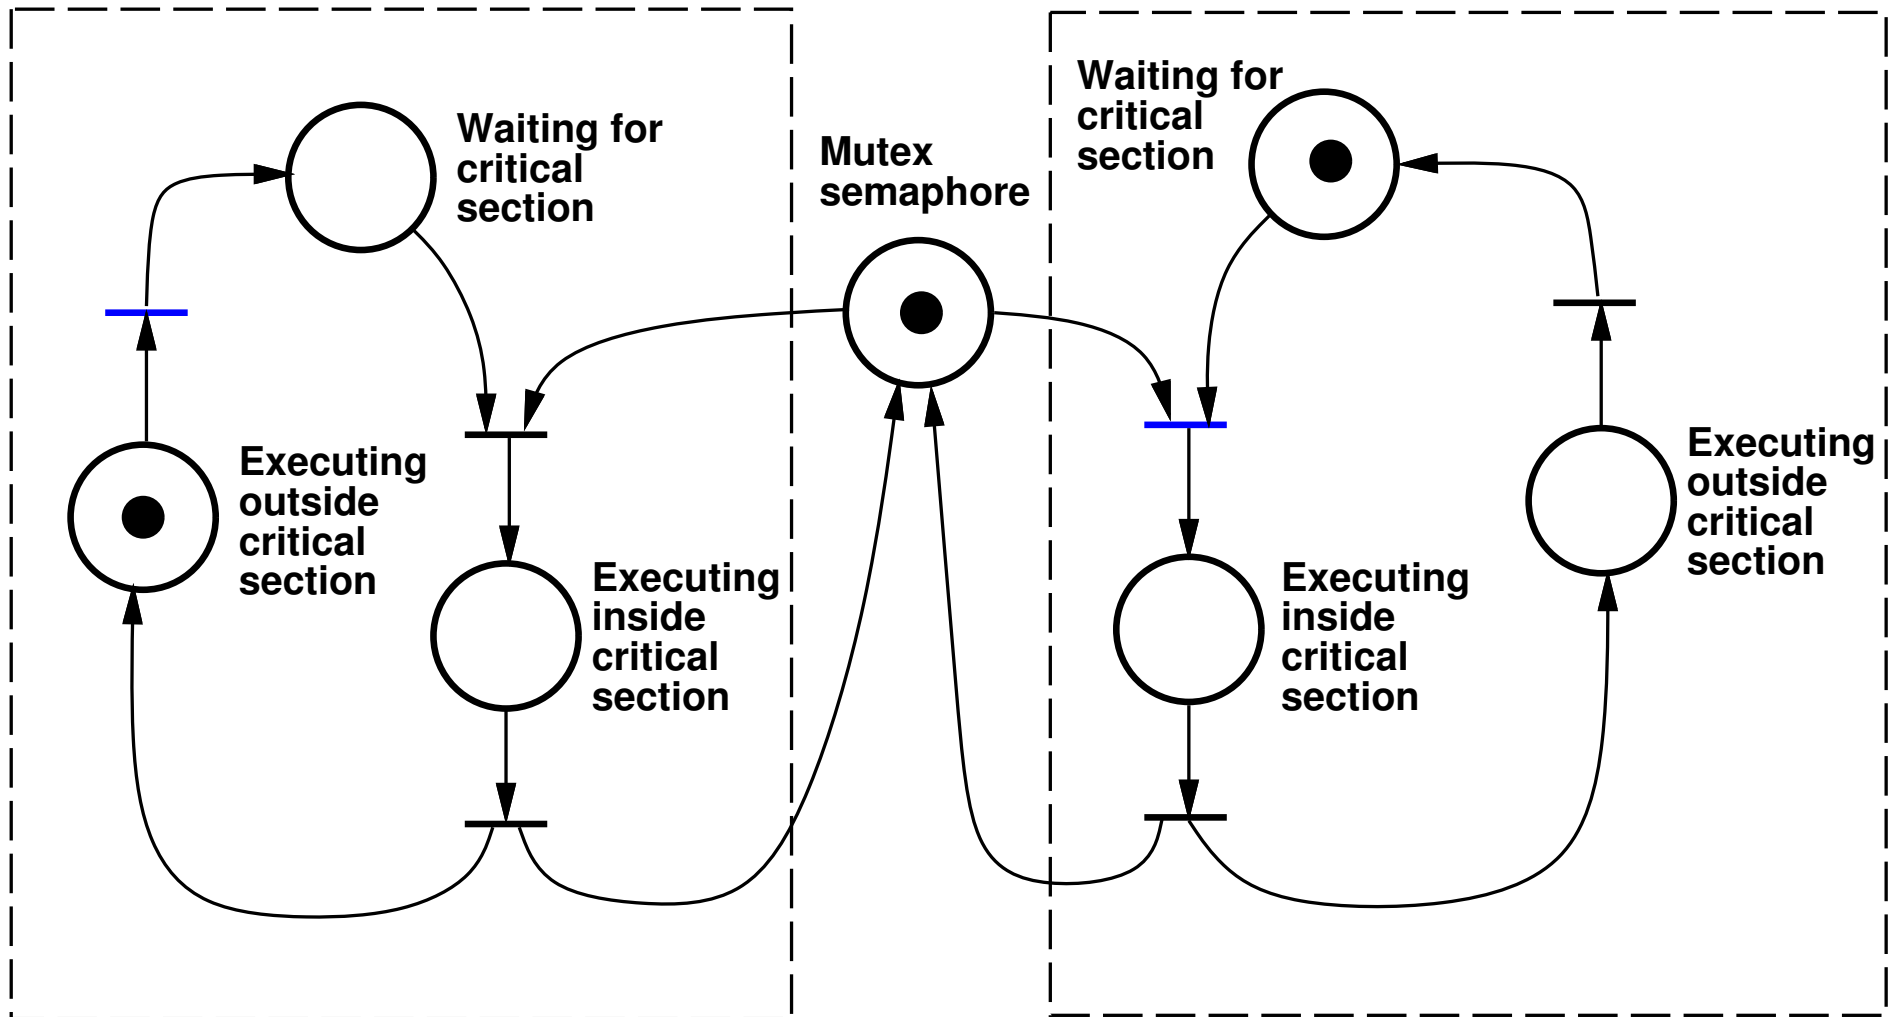 Waiting for
critical
section
Executing
outside
critical
section
Executing
inside
critical
section
Mutex
semaphore
Waiting for
critical
section
Executing
inside
critical
section
Executing
outside
critical
section